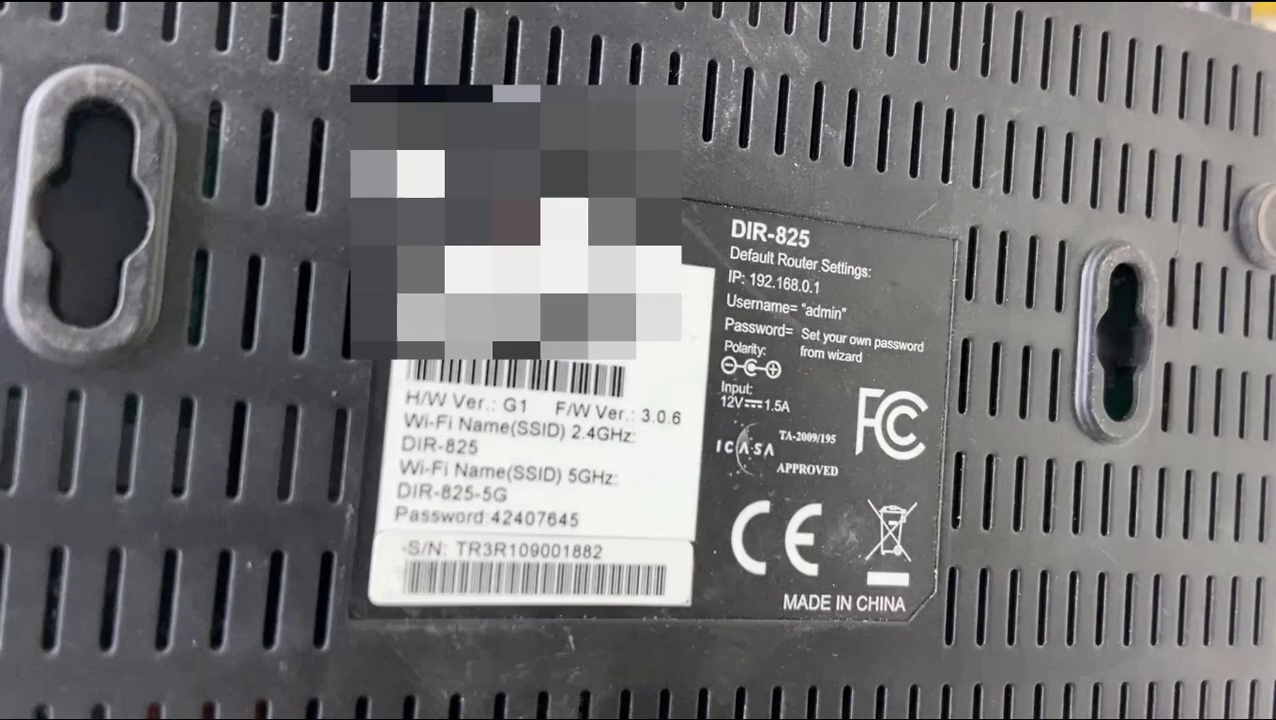 DIR-825
Default Router Settings:
IP: 192.168.0.1
Username= "admin"
Password= Set your own password
from wizard
Polarity:
Input:
12V⎓1.5A
FC
ICASA
TA-2009/195
APPROVED
CE
MADE IN CHINA
H/W Ver.: G1 F/W Ver.: 3.0.6
Wi-Fi Name(SSID) 2.4GHz:
DIR-825
Wi-Fi Name(SSID) 5GHz:
DIR-825-5G
Password:42407645
-S/N: TR3R109001882